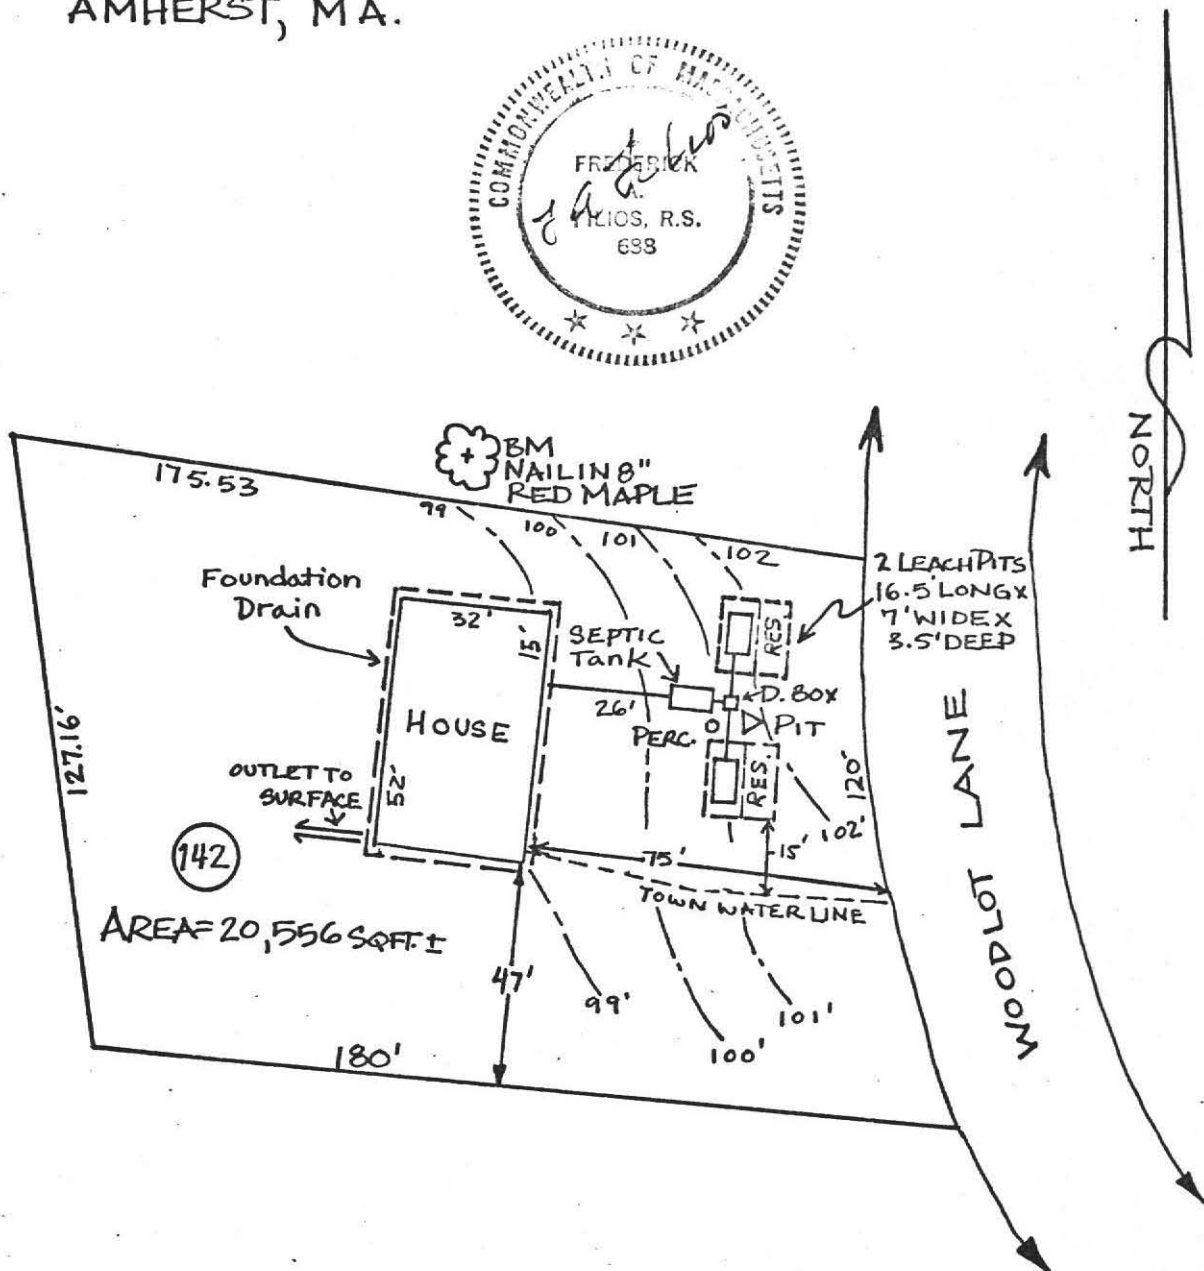 AMHERST, MA.
COMMONWEALTH OF MASSACHUSETTS
FREDERICK
A.
FILIOS, R.S.
688
NORTH
BM
NAIL IN 8"
RED MAPLE
175.53
99
100
101
102
2 LEACH PITS
16.5' LONG X
7' WIDE X
3.5' DEEP
Foundation
Drain
32'
15'
SEPTIC
Tank
RES.
26'
D. BOX
HOUSE
PERC.
PIT
127.16'
52'
RES.
120'
OUTLET TO
SURFACE
102'
15'
75'
142
TOWN WATER LINE
WOODLOT LANE
AREA = 20,556 SQ.FT. ±
47'
99'
101'
100'
180'